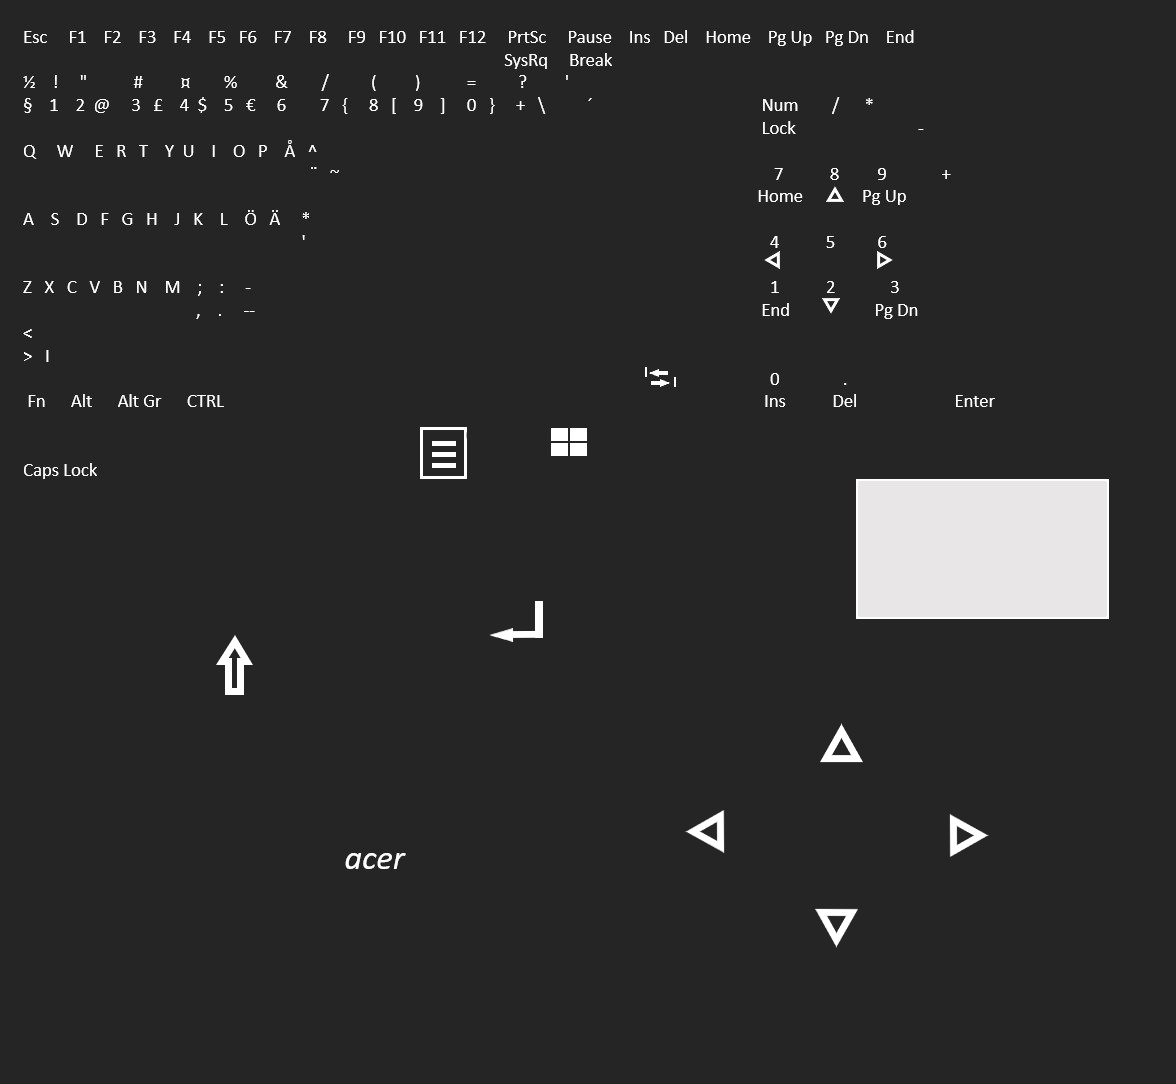 Esc F1 F2 F3 F4 F5 F6 F7 F8 F9 F10 F11 F12 PrtSc Pause Ins Del Home Pg Up Pg Dn End
SysRq Break
½ ! " # ¤ % & / ( ) = ? '
§ 1 2 @ 3 £ 4 $ 5 € 6 7 { 8 [ 9 ] 0 } + \ ´
Num / *
Lock -
Q W E R T Y U I O P Å ^
¨ ~
7 8 9 +
Home Pg Up
A S D F G H J K L Ö Ä *
'
4 5 6
Z X C V B N M ; : -
, . --
1 2 3
End Pg Dn
<
> I
0 .
Ins Del Enter
Fn Alt Alt Gr CTRL
Caps Lock
acer